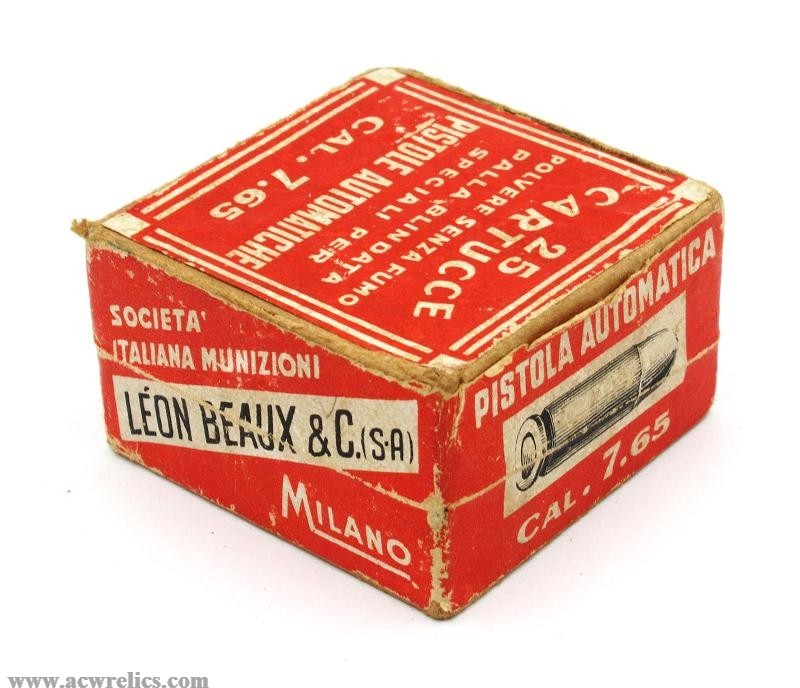 25
CARTUCCE
POLVERE SENZA FUMO
PALLA BLINDATA
SPECIALI PER
PISTOLE AUTOMATICHE
CAL. 7.65
SOCIETA'
ITALIANA MUNIZIONI
LÉON BEAUX & C. (S·A)
MILANO
PISTOLA AUTOMATICA
CAL. 7.65
www.acwrelics.com